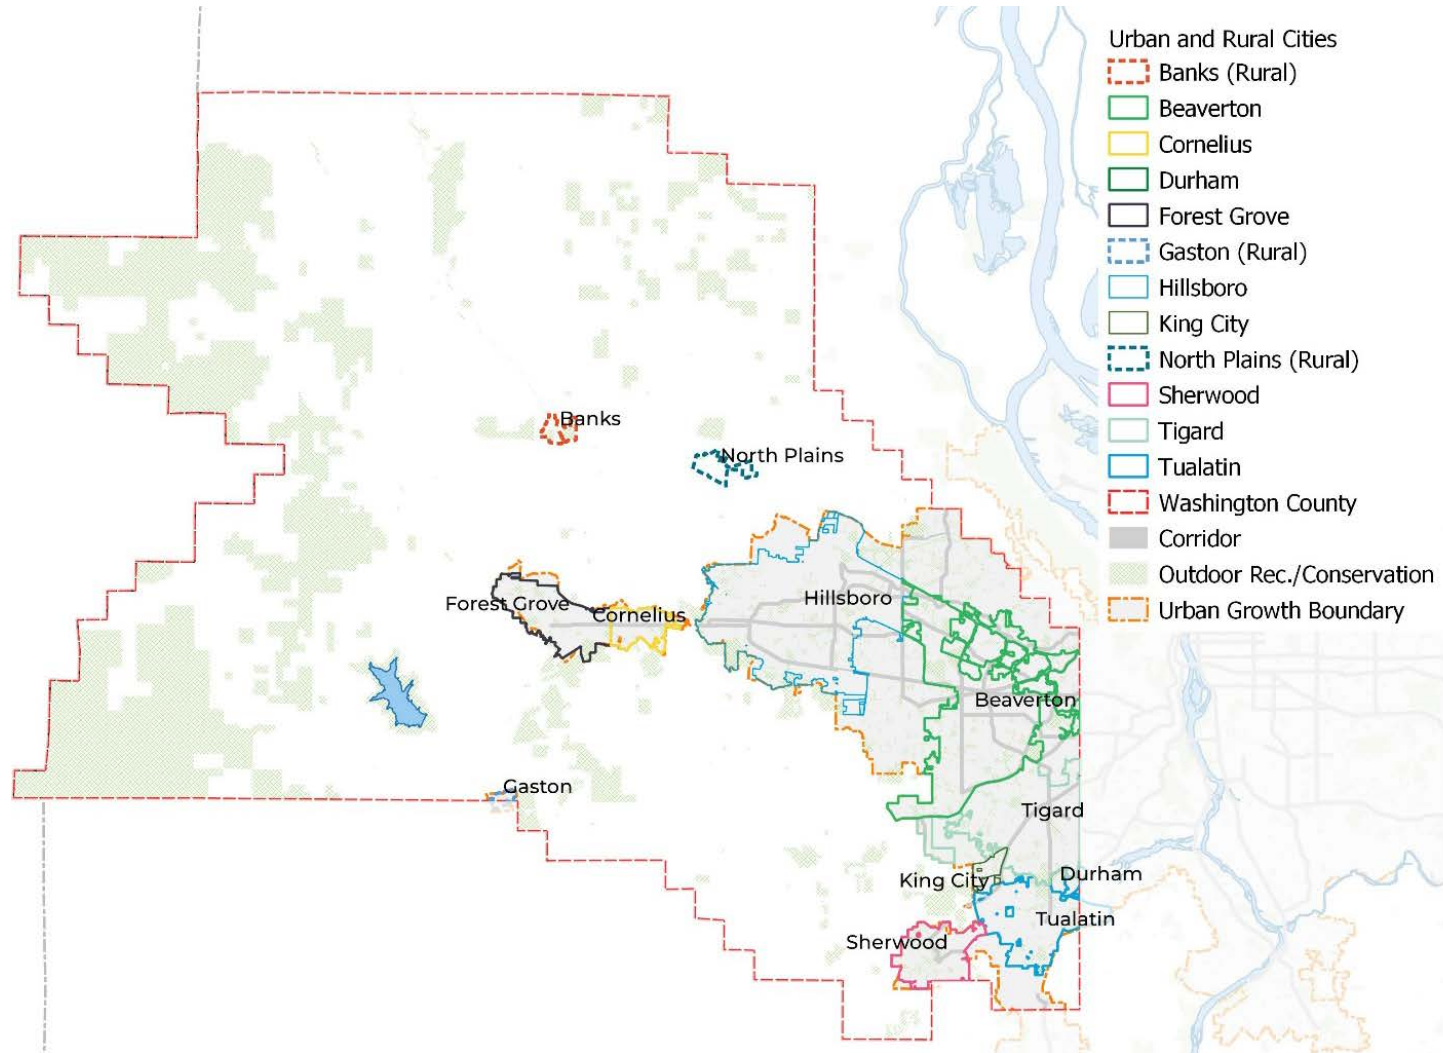 Urban and Rural Cities
Banks (Rural)
Beaverton
Cornelius
Durham
Forest Grove
Gaston (Rural)
Hillsboro
King City
North Plains (Rural)
Sherwood
Tigard
Tualatin
Washington County
Corridor
Outdoor Rec./Conservation
Urban Growth Boundary
Banks
North Plains
Hillsboro
Forest Grove
Cornelius
Beaverton
Gaston
Tigard
King City
Durham
Tualatin
Sherwood